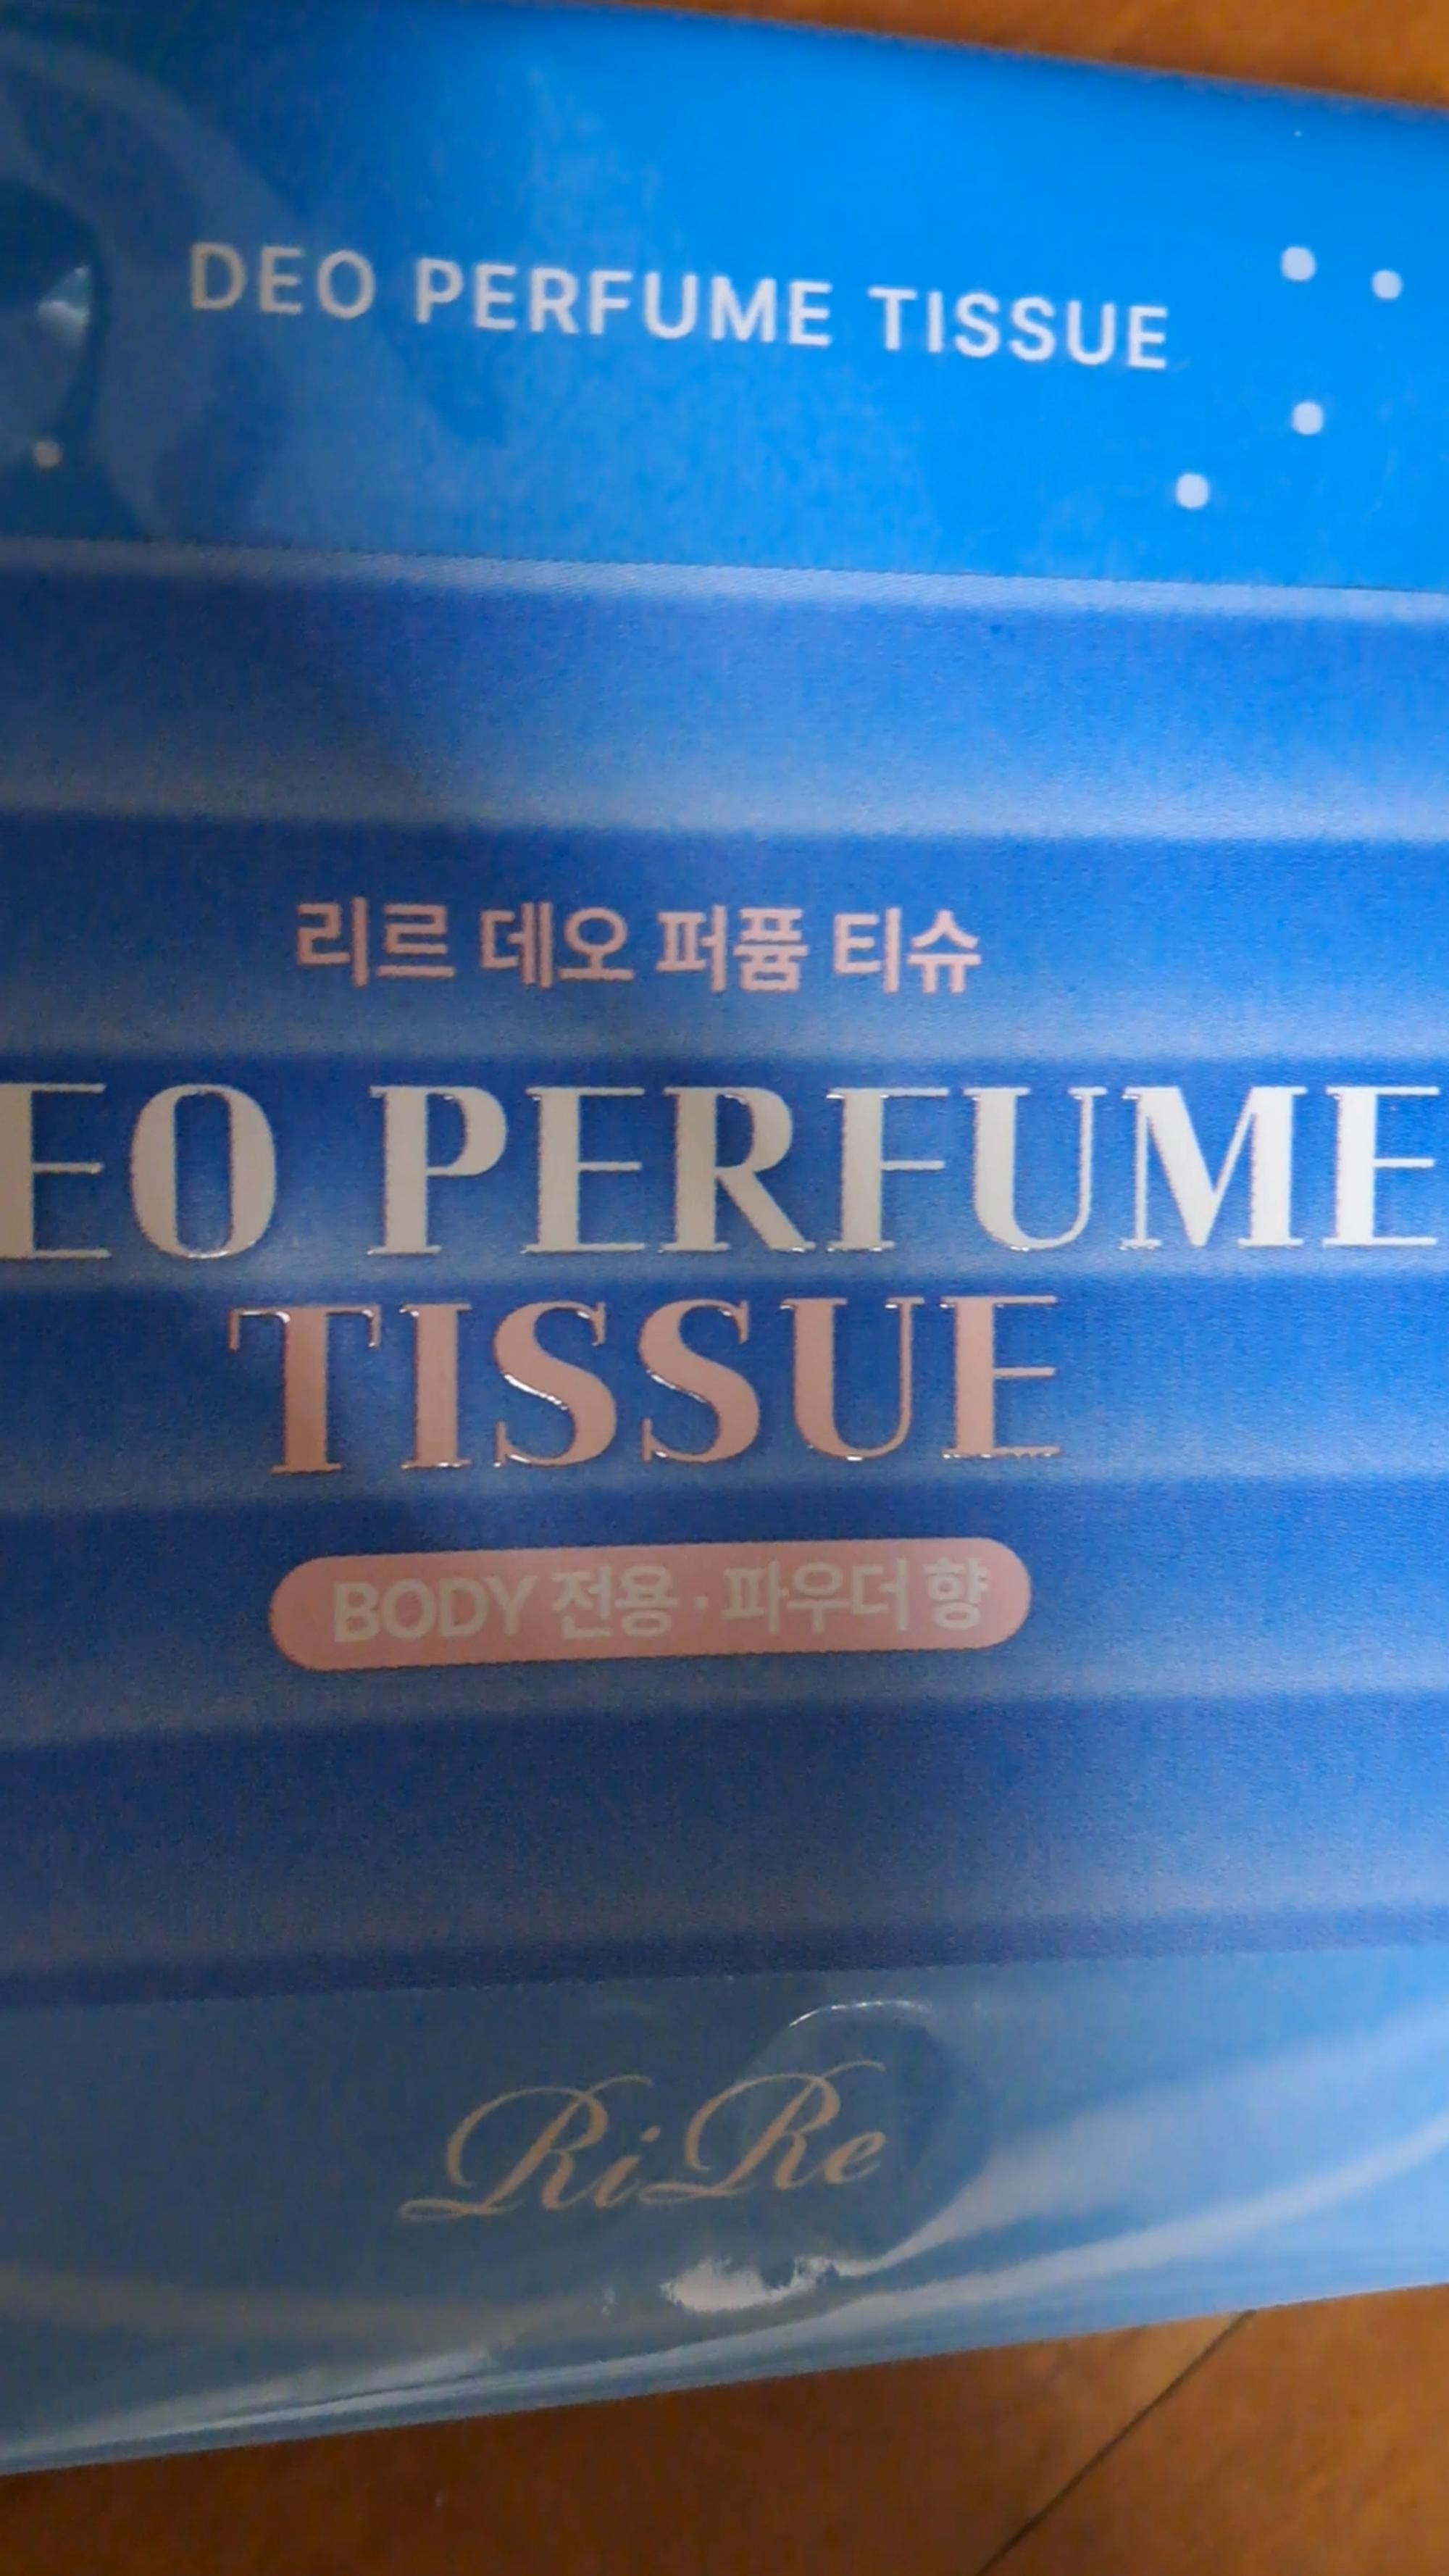 DEO PERFUME TISSUE
리르 데오 퍼퓸 티슈
EO PERFUME
TISSUE
BODY 전용·파우더 향
RiRe